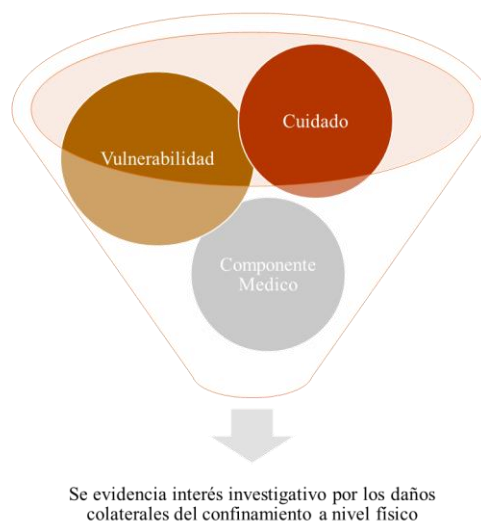 Cuidado
Vulnerabilidad
Componente
Medico
Se evidencia interés investigativo por los daños
colaterales del confinamiento a nivel físico